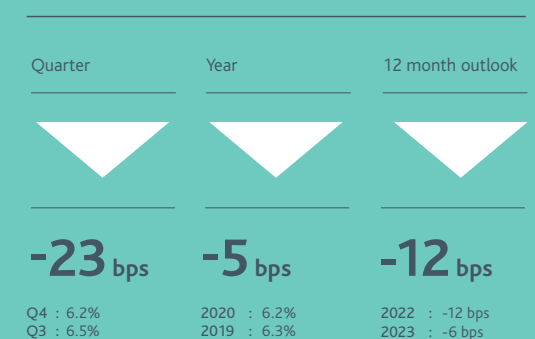 Quarter
Year
12 month outlook
-23 bps
-5 bps
-12 bps
Q4 : 6.2%
Q3 : 6.5%
2020 : 6.2%
2019 : 6.3%
2022 : -12 bps
2023 : -6 bps